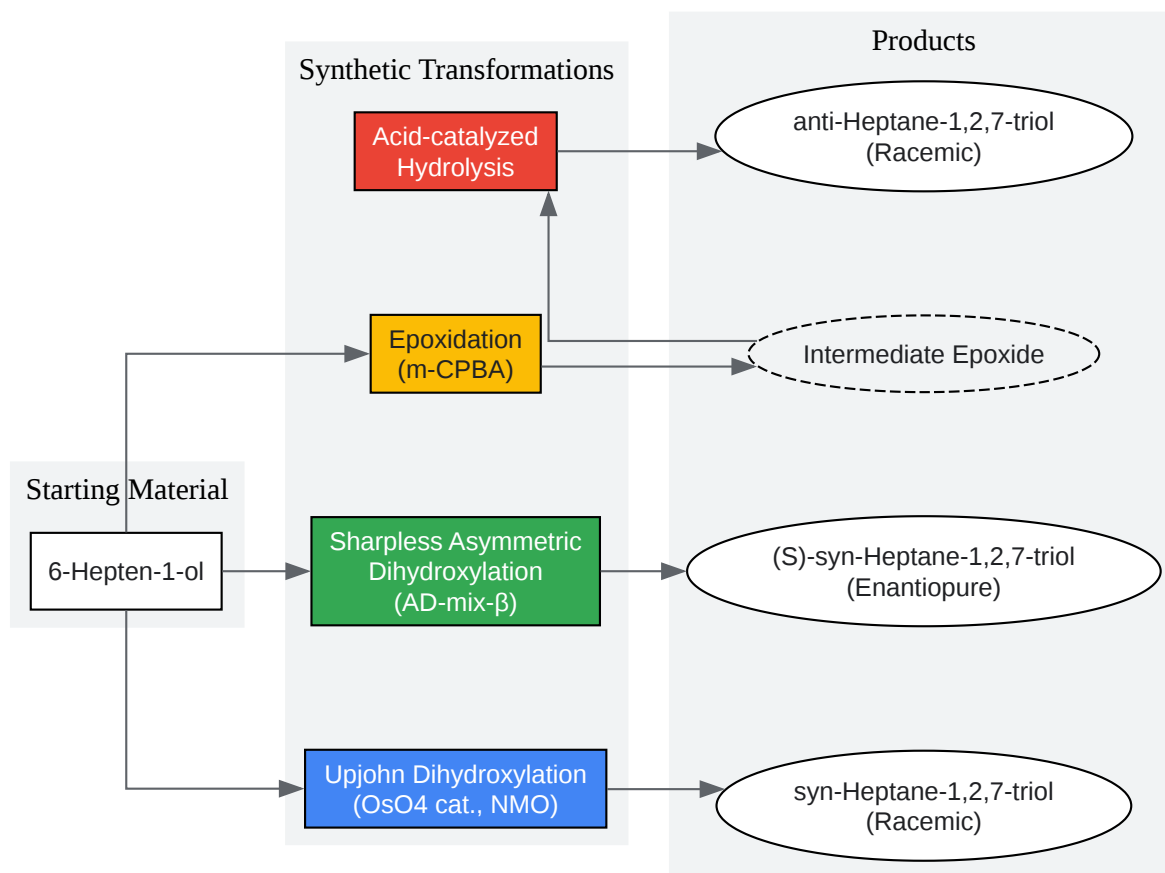 Products
Synthetic Transformations
Acid-catalyzed
Hydrolysis
anti-Heptane-1,2,7-triol
(Racemic)
Epoxidation
(m-CPBA)
Intermediate Epoxide
Starting Material
6-Hepten-1-ol
Sharpless Asymmetric
Dihydroxylation
(AD-mix-β)
(S)-syn-Heptane-1,2,7-triol
(Enantiopure)
Upjohn Dihydroxylation
(OsO4 cat., NMO)
syn-Heptane-1,2,7-triol
(Racemic)